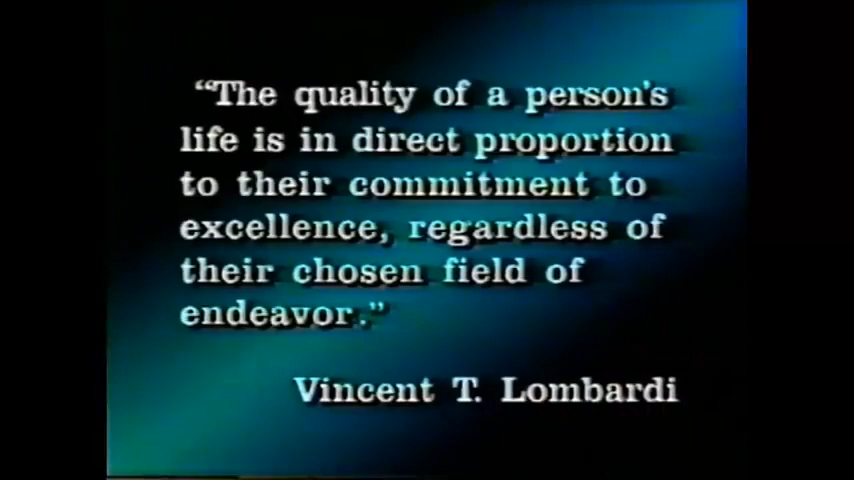 “The quality of a person's
life is in direct proportion
to their commitment to
excellence, regardless of
their chosen field of
endeavor.”
Vincent T. Lombardi